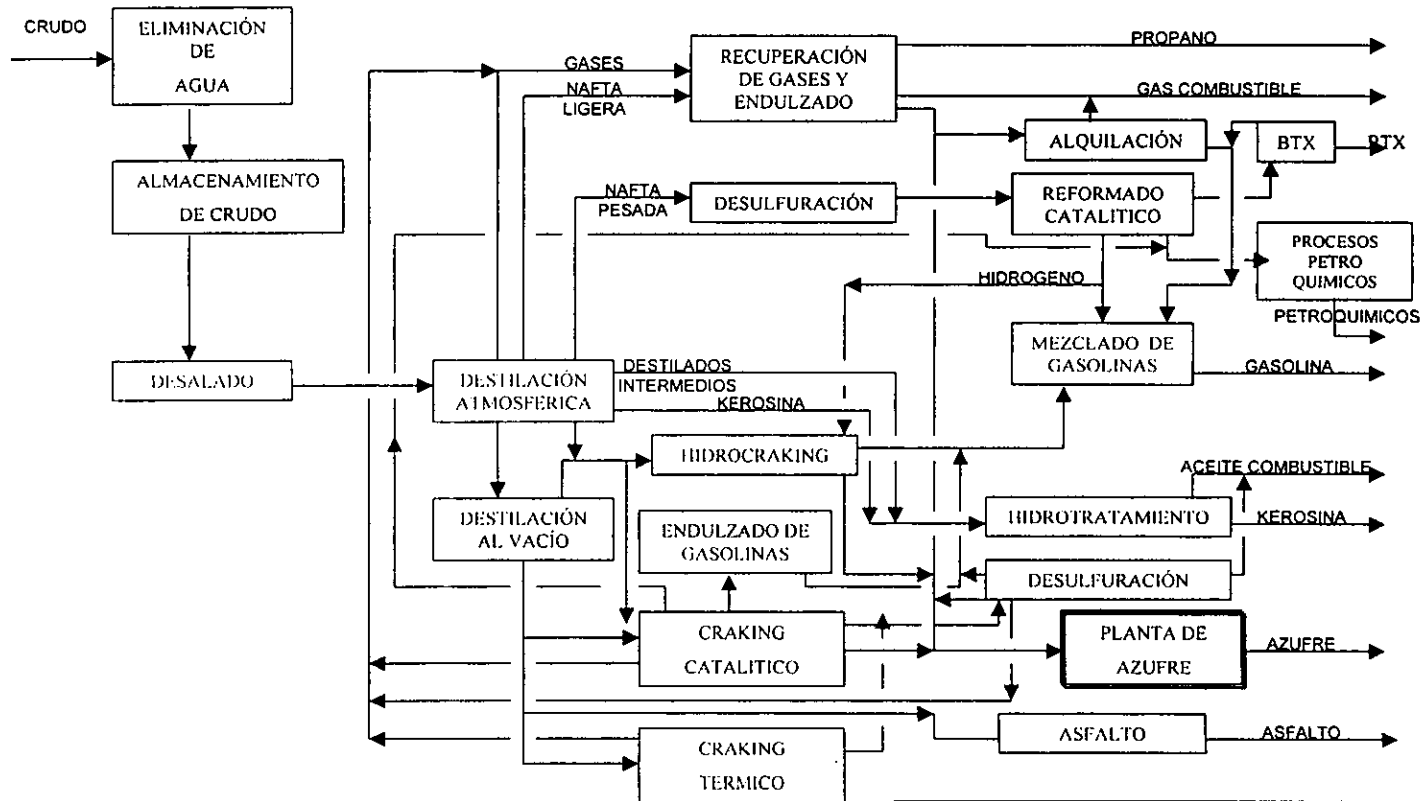 CRUDO
ELIMINACIÓN
DE
AGUA
ALMACENAMIENTO
DE CRUDO
DESALADO
GASES
NAFTA
LIGERA
RECUPERACIÓN
DE GASES Y
ENDULZADO
PROPANO
GAS COMBUSTIBLE
ALQUILACIÓN
BTX
BTX
NAFTA
PESADA
DESULFURACIÓN
REFORMADO
CATALITICO
PROCESOS
PETRO
QUIMICOS
PETROQUIMICOS
HIDROGENO
MEZCLADO DE
GASOLINAS
GASOLINA
DESTILACIÓN
ATMOSFERICA
DESTILADOS
INTERMEDIOS
KEROSINA
HIDROCRAKING
ACEITE COMBUSTIBLE
DESTILACIÓN
AL VACÍO
ENDULZADO DE
GASOLINAS
HIDROTRATAMIENTO
KEROSINA
DESULFURACIÓN
CRAKING
CATALITICO
PLANTA DE
AZUFRE
AZUFRE
ASFALTO
ASFALTO
CRAKING
TERMICO